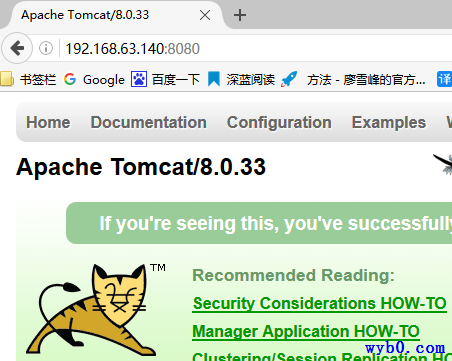 Apache Tomcat/8.0.33
192.168.63.140:8080
书签栏 Google 百度一下 深蓝阅读 方法 - 廖雪峰的官方... 译
Home Documentation Configuration Examples
Apache Tomcat/8.0.33
If you're seeing this, you've successfully
TM
Recommended Reading:
Security Considerations HOW-TO
Manager Application HOW-TO
Clustering/Session Replication HO
wyb0.com